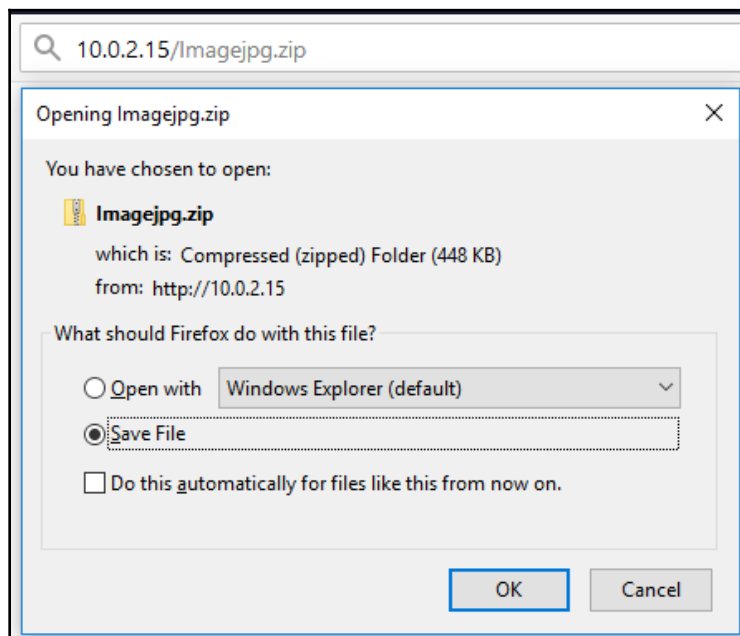 10.0.2.15/Imagejpg.zip
Opening Imagejpg.zip
You have chosen to open:
Imagejpg.zip
which is: Compressed (zipped) Folder (448 KB)
from: http://10.0.2.15
What should Firefox do with this file?
Open with Windows Explorer (default)
Save File
Do this automatically for files like this from now on.
OK Cancel